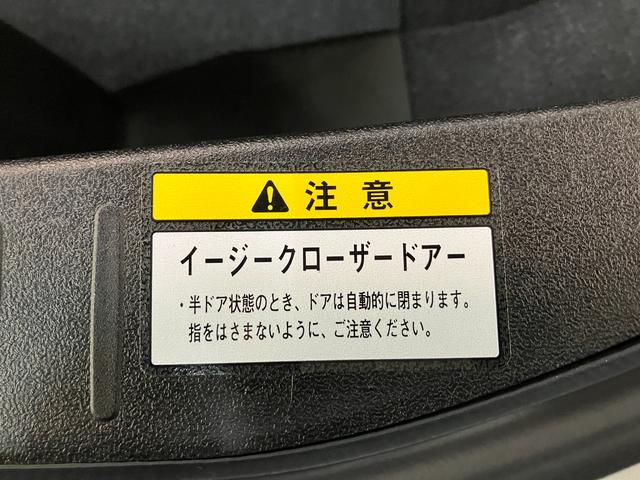 注意
イージークローザードアー
・半ドア状態のとき、ドアは自動的に閉まります。
指をはさまないように、ご注意ください。